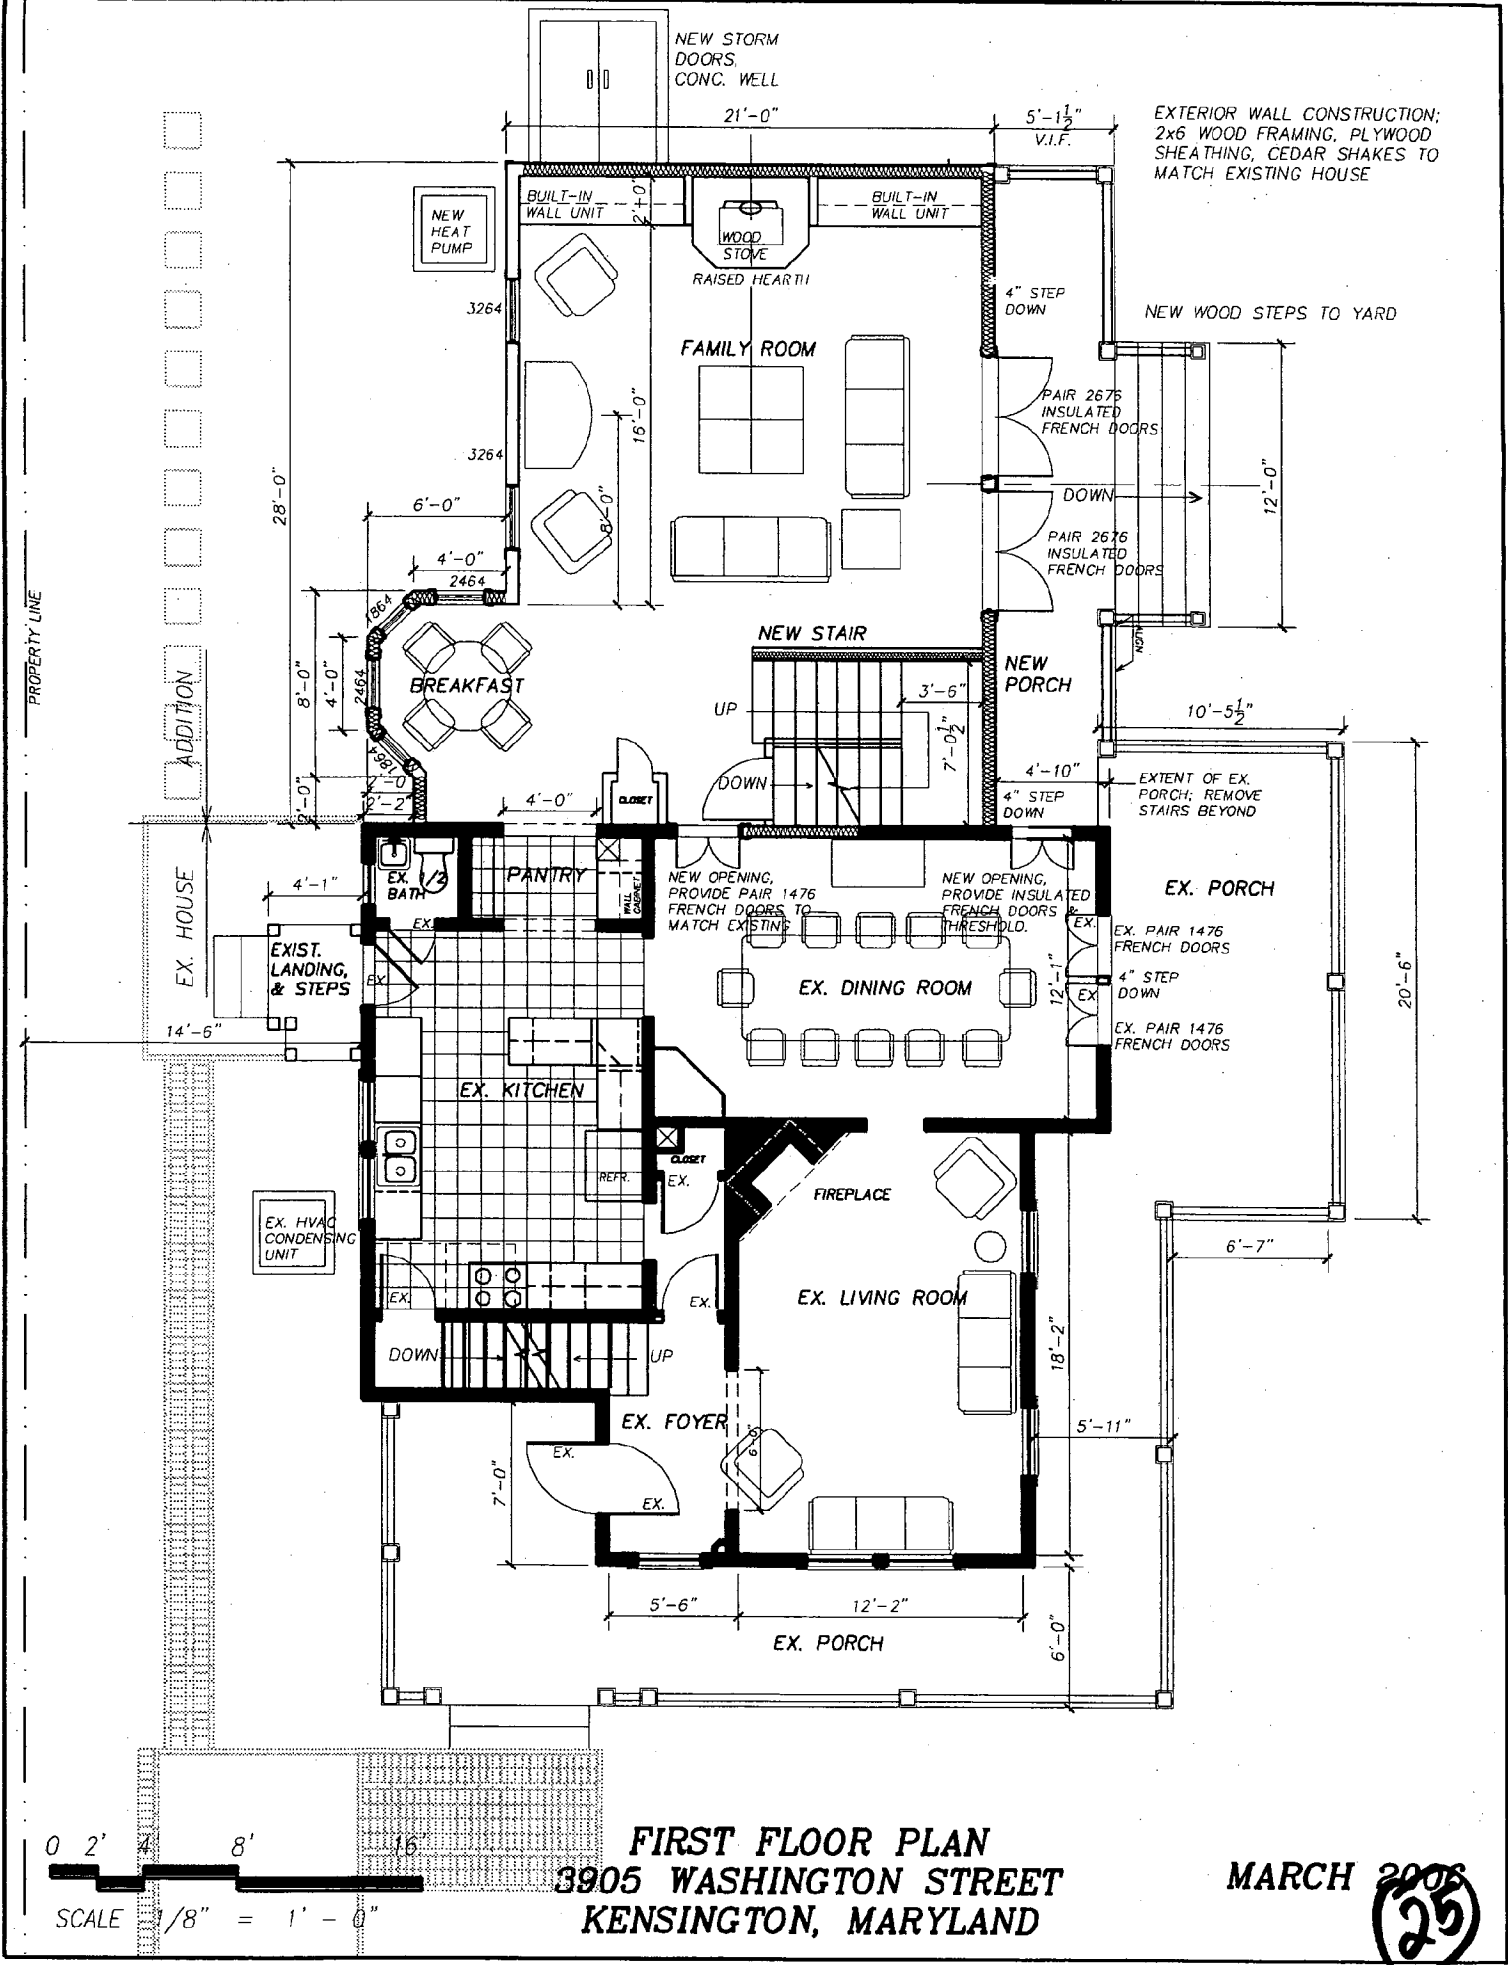 NEW STORM
DOORS,
CONC. WELL
21'-0"
5'-1½"
V.I.F.
EXTERIOR WALL CONSTRUCTION;
2x6 WOOD FRAMING, PLYWOOD
SHEATHING, CEDAR SHAKES TO
MATCH EXISTING HOUSE
BUILT-IN
WALL UNIT
2'-0"
BUILT-IN
WALL UNIT
NEW
HEAT
PUMP
WOOD
STOVE
RAISED HEARTH
3264
4" STEP
DOWN
NEW WOOD STEPS TO YARD
FAMILY ROOM
PAIR 2676
INSULATED
FRENCH DOORS
16'-0"
3264
28'-0"
6'-0"
8'-0"
DOWN
12'-0"
PAIR 2676
INSULATED
FRENCH DOORS
4'-0"
2464
1864
PROPERTY LINE
NEW STAIR
ALIGN
NEW
PORCH
8'-0"
4'-0"
2464
BREAKFAST
ADDITION
UP
3'-6"
7'-0½"
10'-5½"
1864
2'-0"
2'-2"
2'-0"
4'-0"
CLOSET
DOWN
4'-10"
4" STEP
DOWN
EXTENT OF EX.
PORCH; REMOVE
STAIRS BEYOND
EX. HOUSE
4'-1"
EX. 1/2
BATH
PANTRY
WALL
CABINET
NEW OPENING,
PROVIDE PAIR 1476
FRENCH DOORS TO
MATCH EXISTING
NEW OPENING,
PROVIDE INSULATED
FRENCH DOORS &
THRESHOLD.
EX. PORCH
EX.
EX.
EX. PAIR 1476
FRENCH DOORS
EXIST.
LANDING,
& STEPS
EX.
EX. DINING ROOM
12'-1"
EX
4" STEP
DOWN
20'-6"
14'-6"
EX. PAIR 1476
FRENCH DOORS
EX. KITCHEN
CLOSET
REFR.
EX.
FIREPLACE
EX. HVAC
CONDENSING
UNIT
6'-7"
EX.
EX.
EX. LIVING ROOM
DOWN
UP
18'-2"
EX. FOYER
5'-11"
6'-0"
EX.
7'-0"
EX.
5'-6"
12'-2"
EX. PORCH
6'-0"
0 2' 4 8' 16'
SCALE 1/8" = 1' - 0"
FIRST FLOOR PLAN
3905 WASHINGTON STREET
KENSINGTON, MARYLAND
MARCH 2006
25